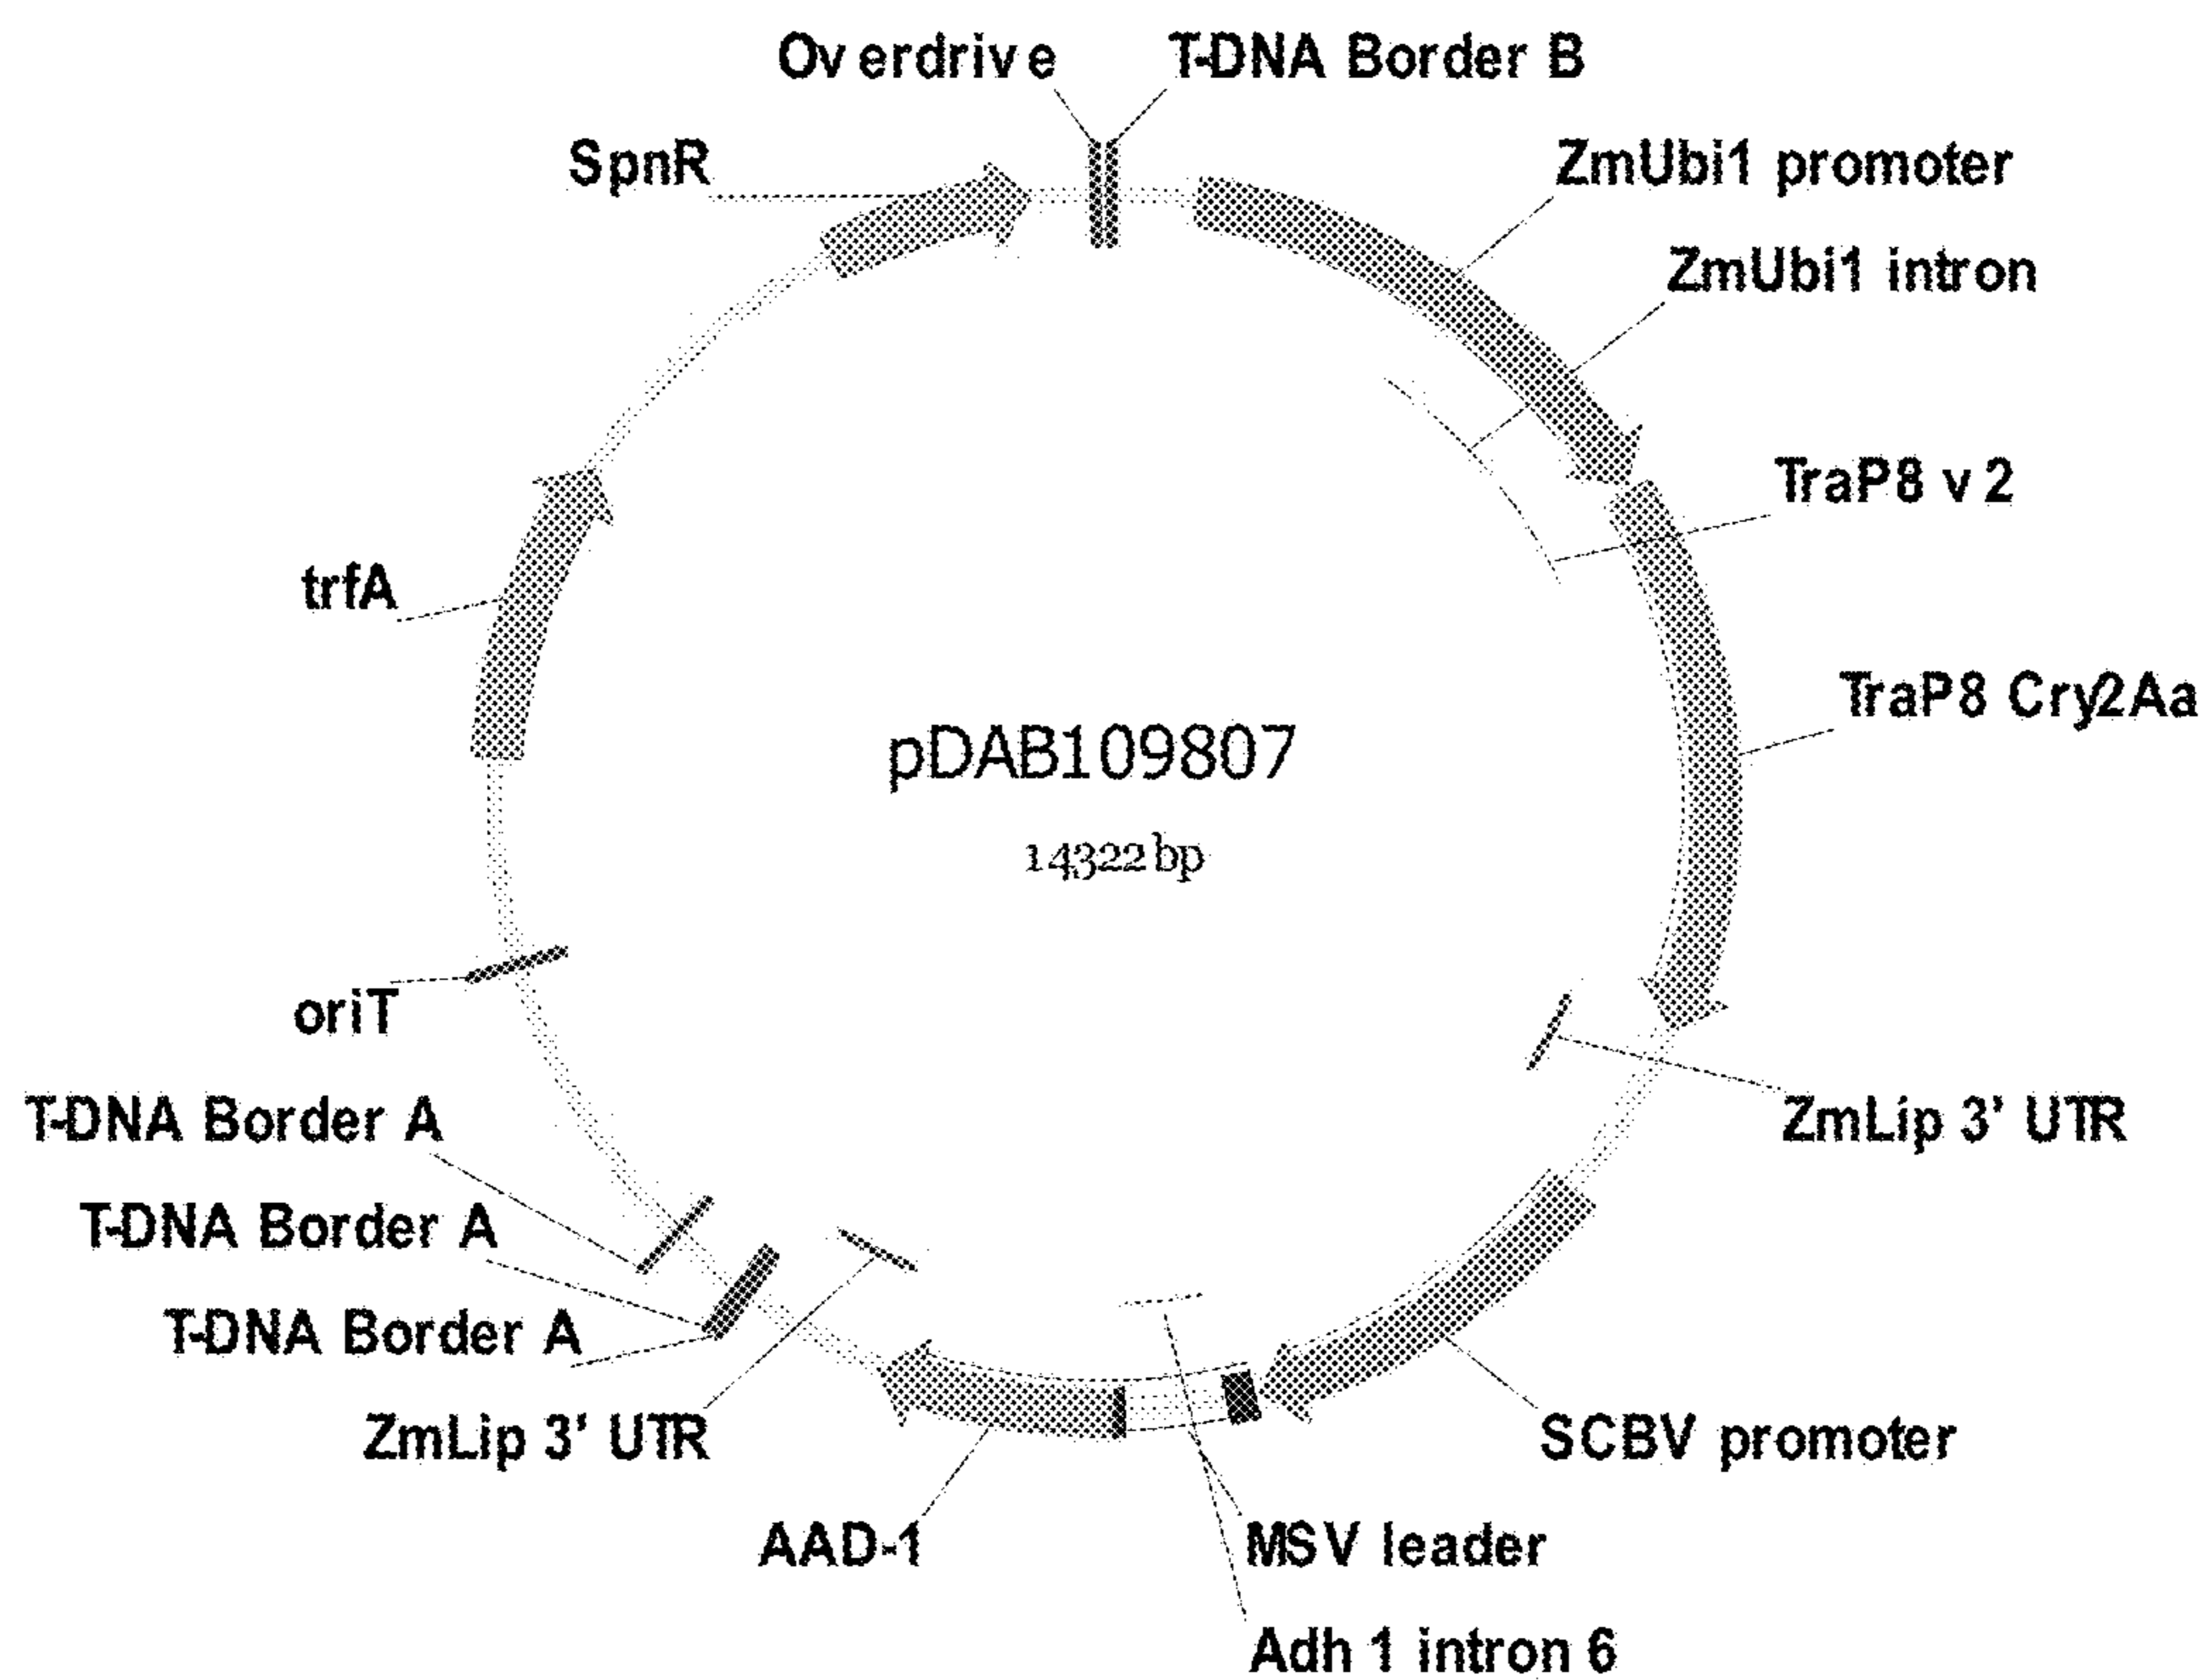 Overdrive
T-DNA Border B
SpnR
ZmUbi1 promoter
ZmUbi1 intron
TraP8 v2
trfA
TraP8 Cry2Aa
pDAB109807
14322 bp
oriT
T-DNA Border A
ZmLip 3' UTR
T-DNA Border A
T-DNA Border A
ZmLip 3' UTR
SCBV promoter
AAD-1
MSV leader
Adh 1 intron 6